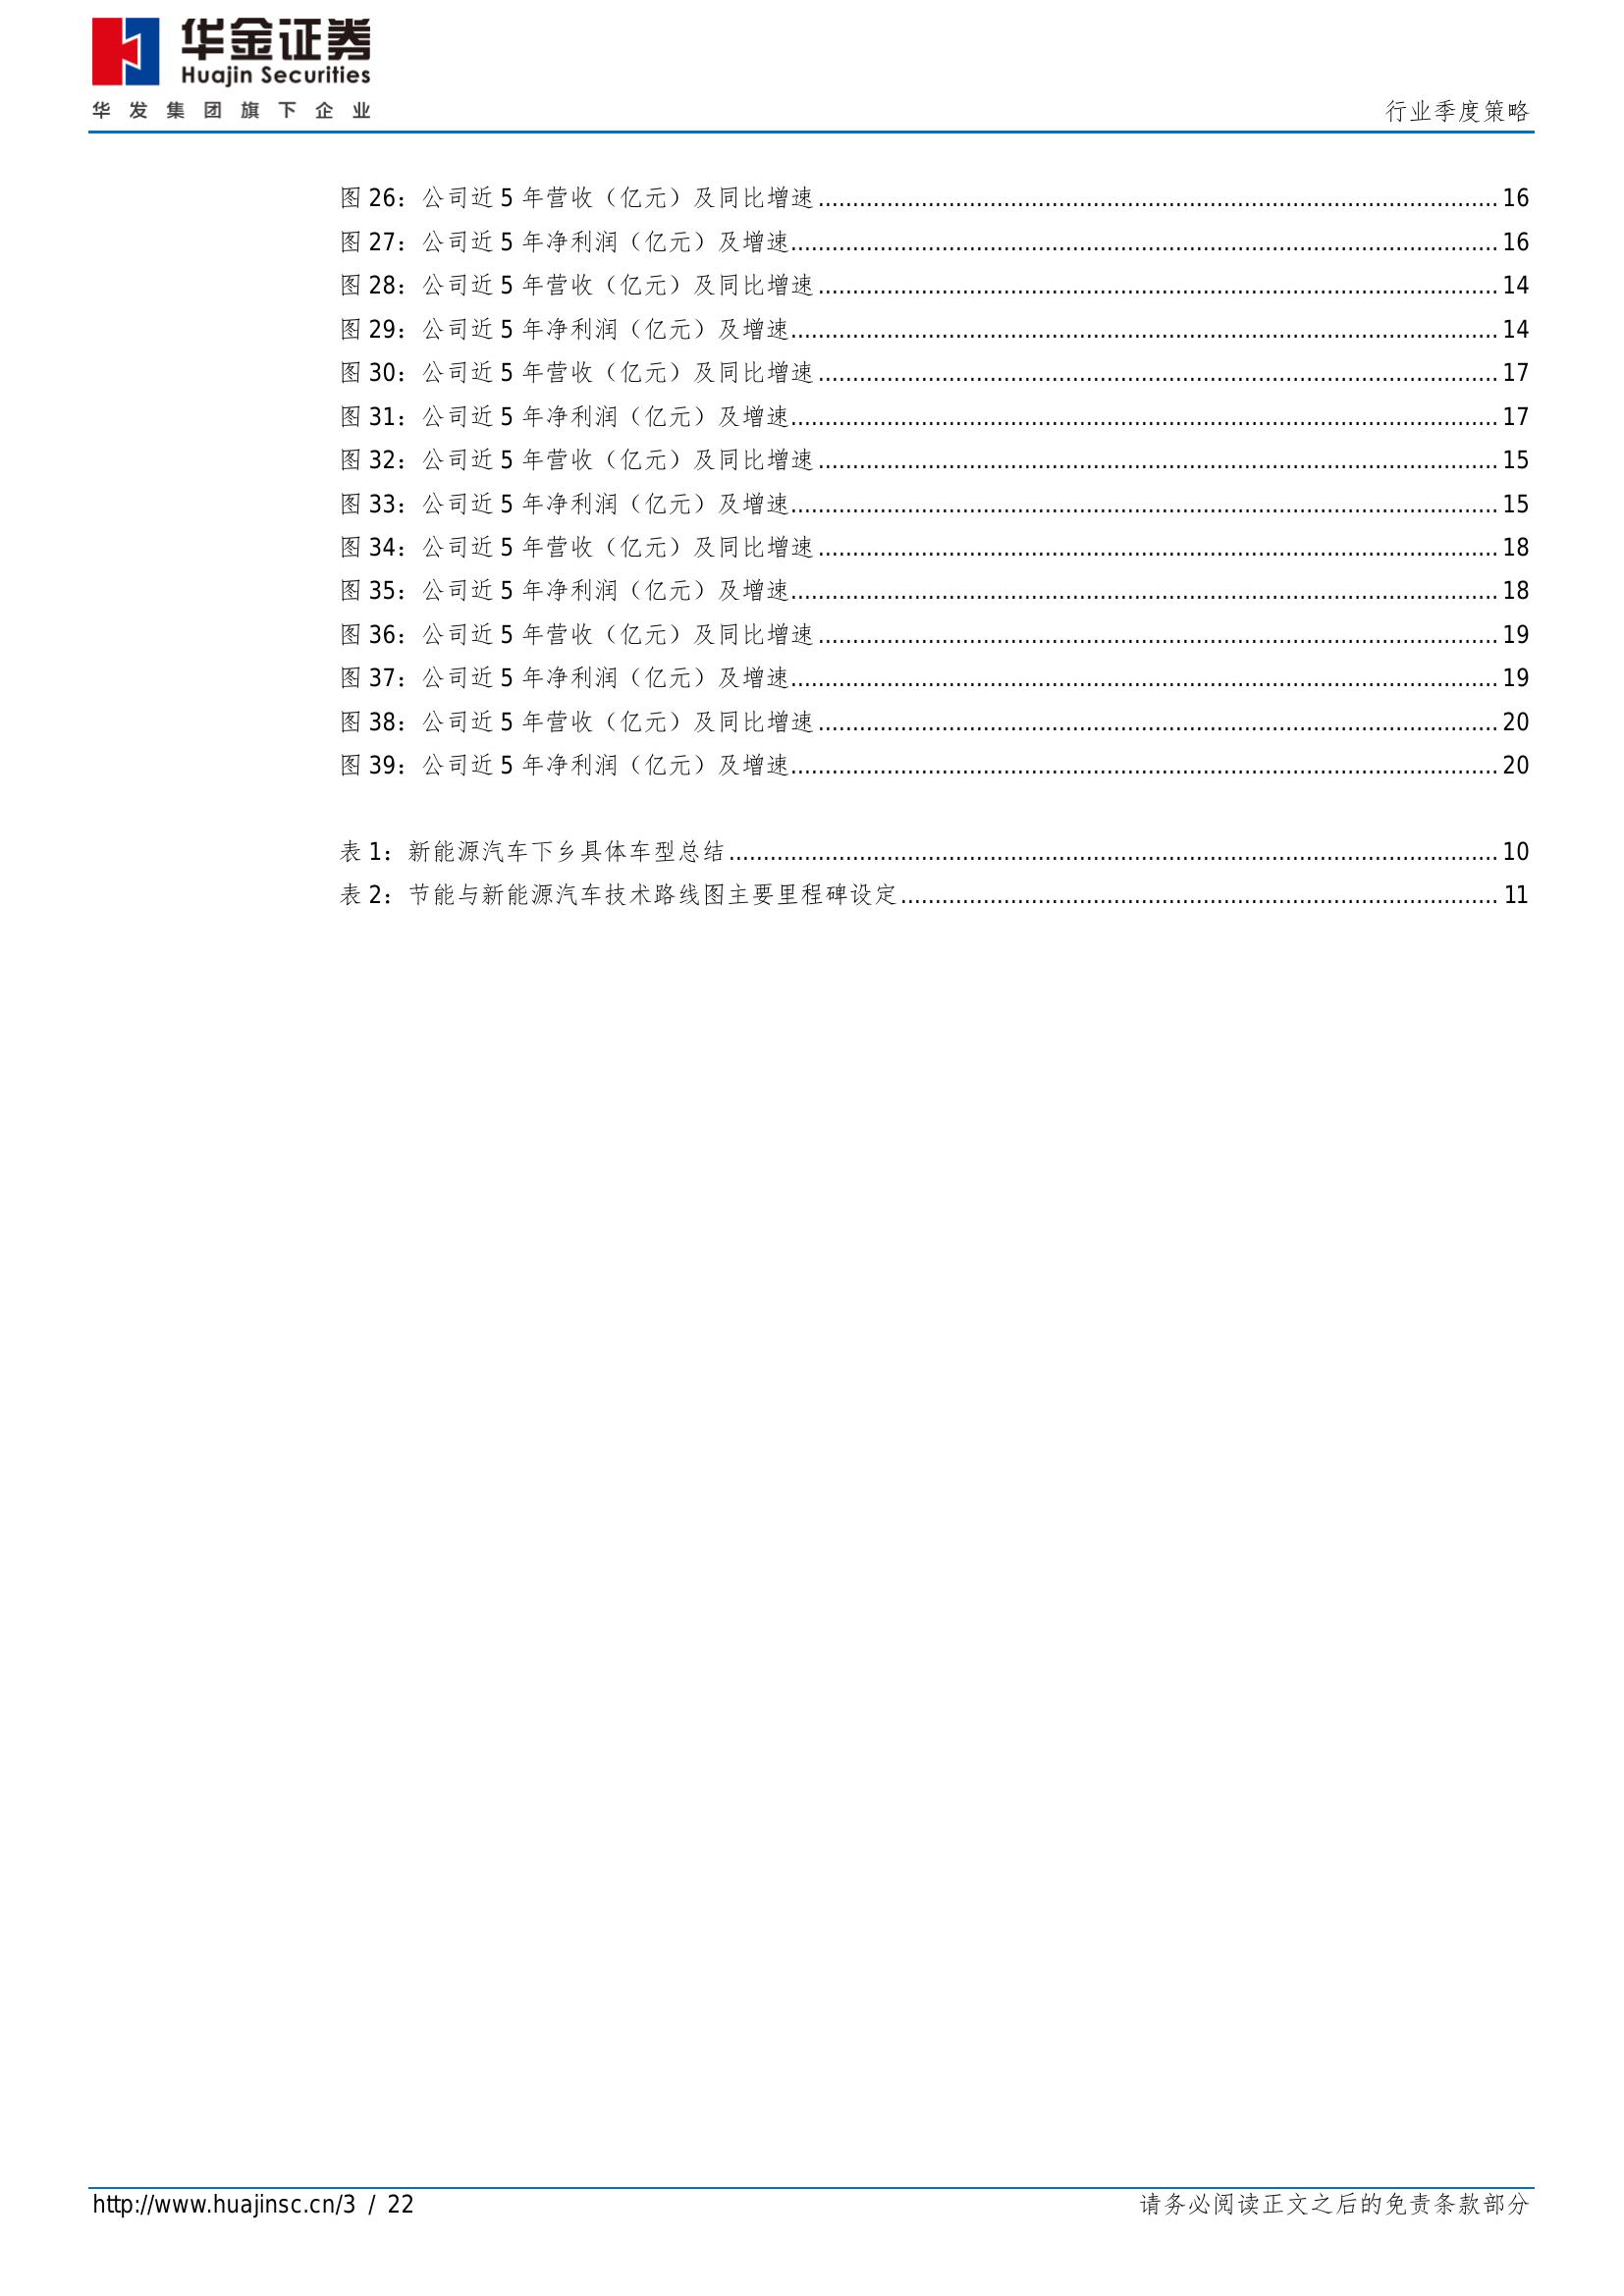 华金证券
Huajin Securities
华发集团旗下企业
行业季度策略
图 26：公司近 5 年营收（亿元）及同比增速 16
图 27：公司近 5 年净利润（亿元）及增速 16
图 28：公司近 5 年营收（亿元）及同比增速 14
图 29：公司近 5 年净利润（亿元）及增速 14
图 30：公司近 5 年营收（亿元）及同比增速 17
图 31：公司近 5 年净利润（亿元）及增速 17
图 32：公司近 5 年营收（亿元）及同比增速 15
图 33：公司近 5 年净利润（亿元）及增速 15
图 34：公司近 5 年营收（亿元）及同比增速 18
图 35：公司近 5 年净利润（亿元）及增速 18
图 36：公司近 5 年营收（亿元）及同比增速 19
图 37：公司近 5 年净利润（亿元）及增速 19
图 38：公司近 5 年营收（亿元）及同比增速 20
图 39：公司近 5 年净利润（亿元）及增速 20
表 1：新能源汽车下乡具体车型总结 10
表 2：节能与新能源汽车技术路线图主要里程碑设定 11
http://www.huajinsc.cn/3 / 22
请务必阅读正文之后的免责条款部分